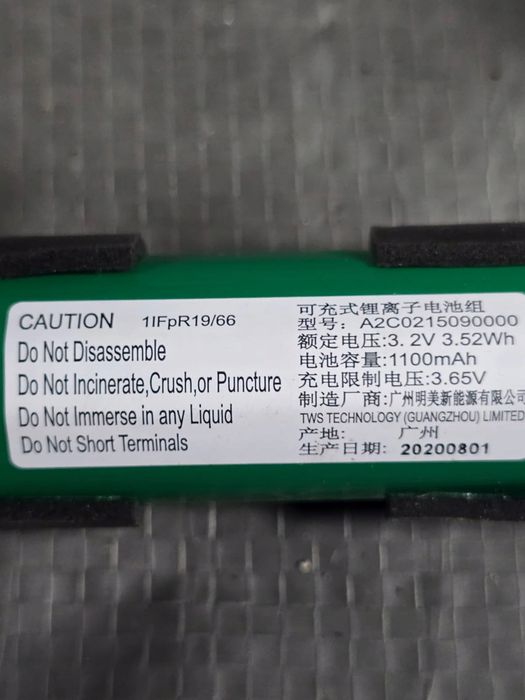 CAUTION 1IFpR19/66
Do Not Disassemble
Do Not Incinerate,Crush,or Puncture
Do Not Immerse in any Liquid
Do Not Short Terminals
可充式锂离子电池组
型号: A2C0215090000
额定电压:3.2V 3.52Wh
电池容量:1100mAh
充电限制电压:3.65V
制造厂商:广州明美新能源有限公司
TWS TECHNOLOGY (GUANGZHOU) LIMITED
产地: 广州
生产日期: 20200801